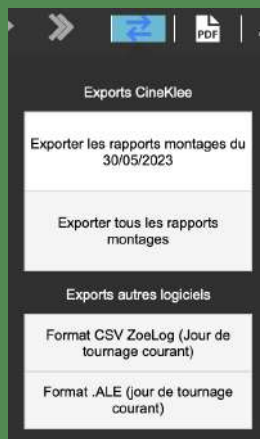 PDF
Exports CineKlee
Exporter les rapports montages du
30/05/2023
Exporter tous les rapports
montages
Exports autres logiciels
Format CSV ZoeLog (Jour de
tournage courant)
Format .ALE (jour de tournage
courant)